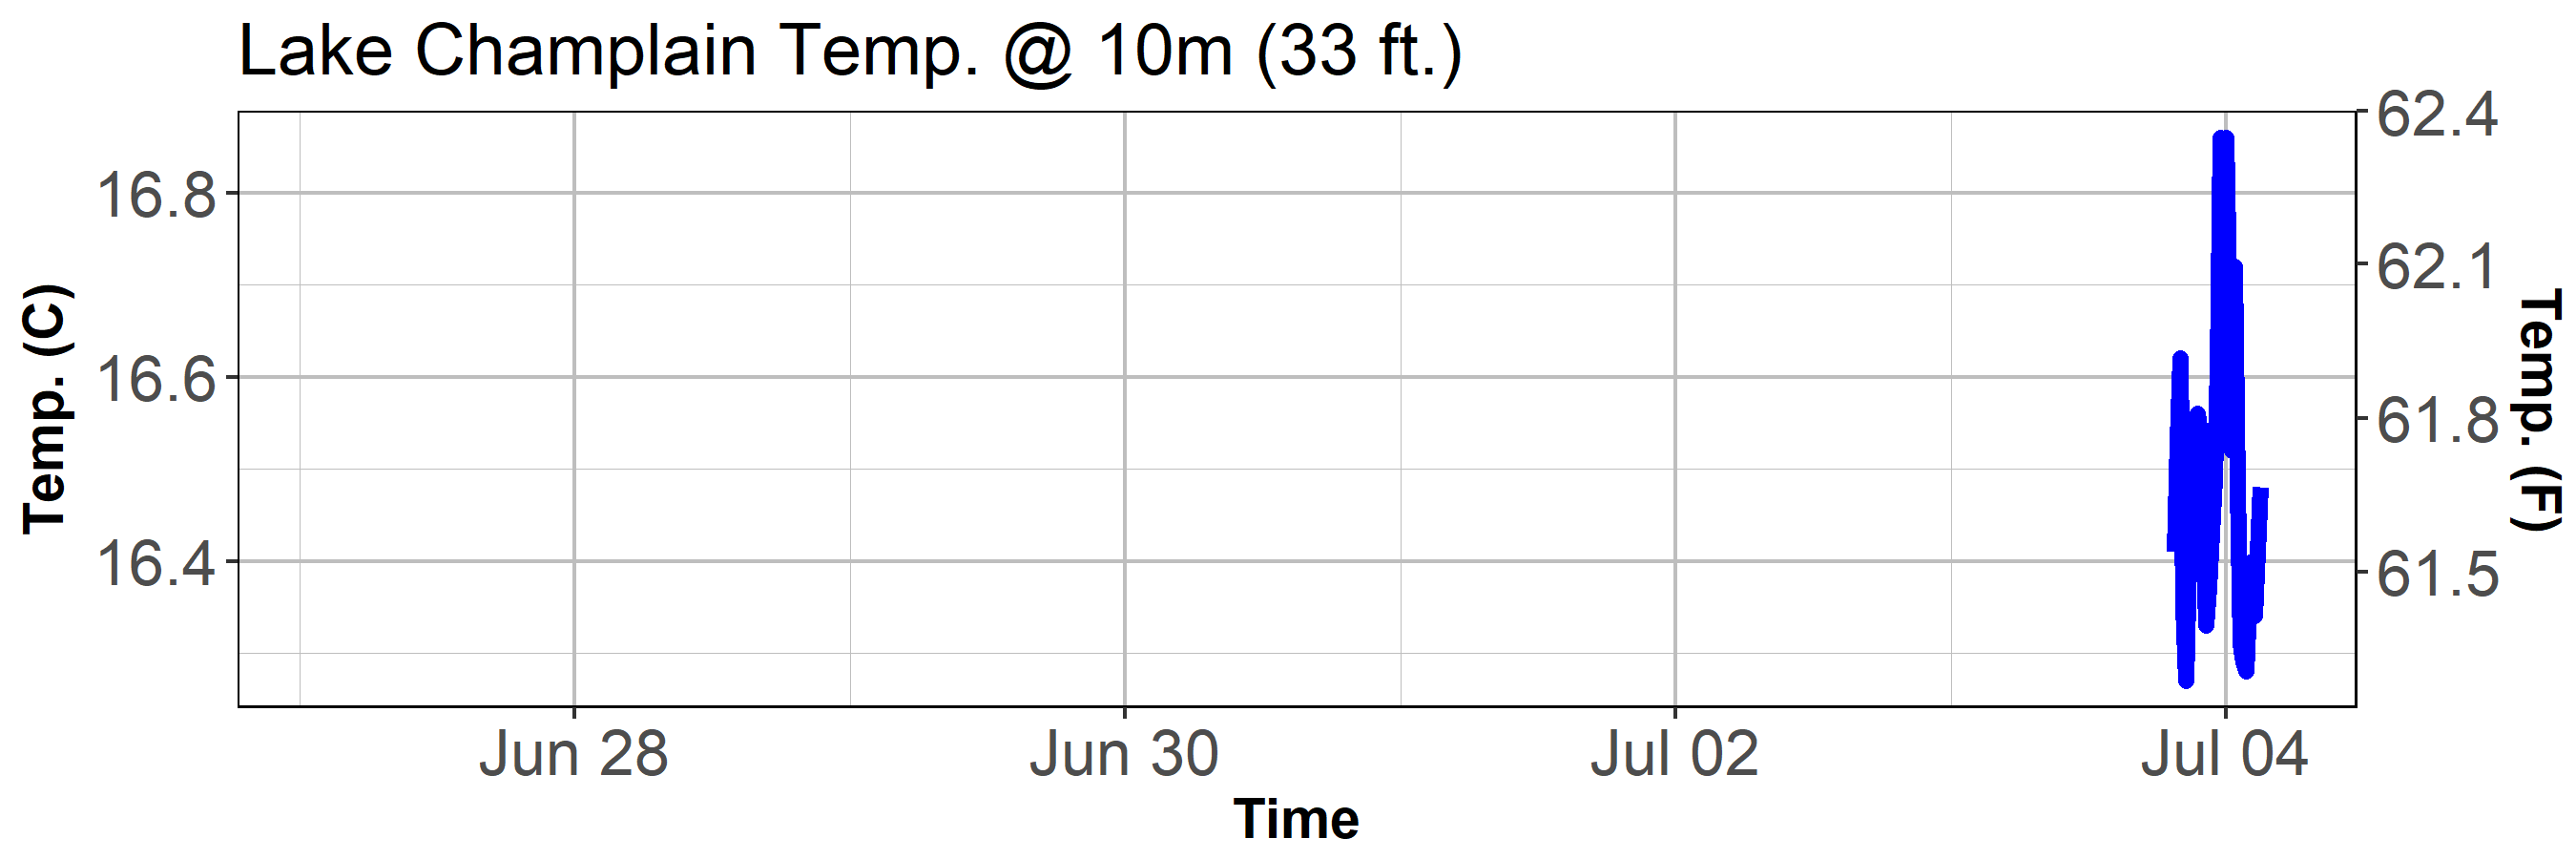 Lake Champlain Temp. @ 10m (33 ft.)
62.4
16.8
62.1
Temp. (C)
Temp. (F)
16.6
61.8
16.4
61.5
Jun 28 Jun 30 Jul 02 Jul 04
Time